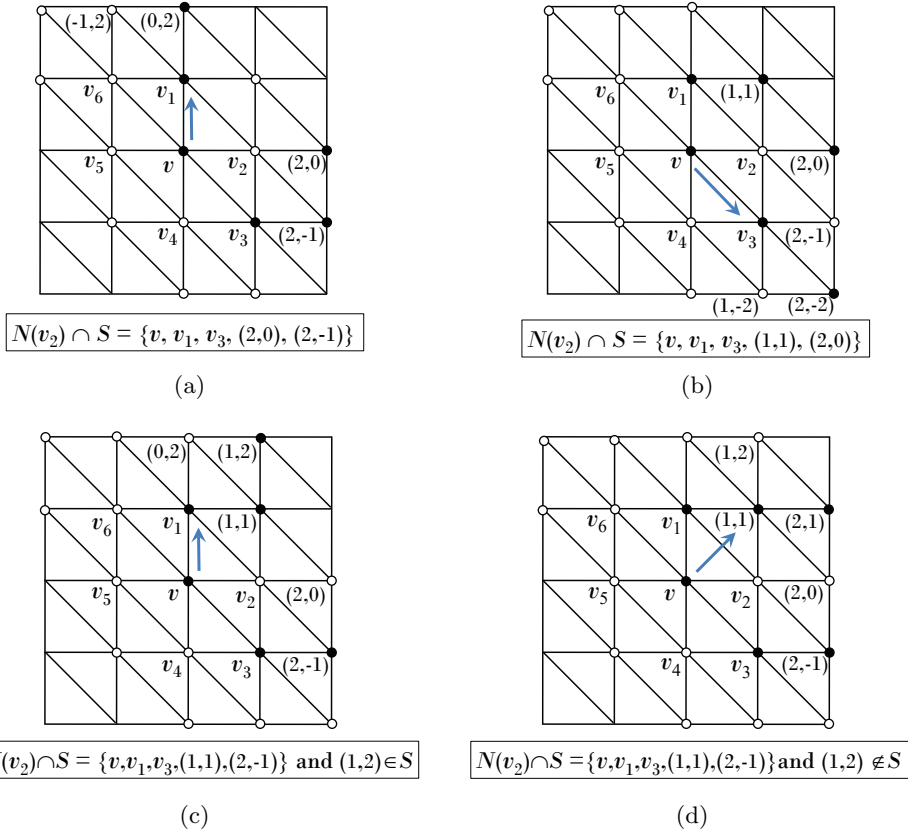 (-1,2) (0,2)
v6 v1
v5 v v2 (2,0)
v4 v3 (2,-1)
N(v2) ∩ S = {v, v1, v3, (2,0), (2,-1)}
(a)
v6 v1 (1,1)
v5 v v2 (2,0)
v4 v3 (2,-1)
(1,-2) (2,-2)
N(v2) ∩ S = {v, v1, v3, (1,1), (2,0)}
(b)
(0,2) (1,2)
v6 v1 (1,1)
v5 v v2 (2,0)
v4 v3 (2,-1)
(v2)∩S = {v,v1,v3,(1,1),(2,-1)} and (1,2)∈S
(c)
(1,2)
v6 v1 (1,1) (2,1)
v5 v v2 (2,0)
v4 v3 (2,-1)
N(v2)∩S ={v,v1,v3,(1,1),(2,-1)}and (1,2) ∉S
(d)